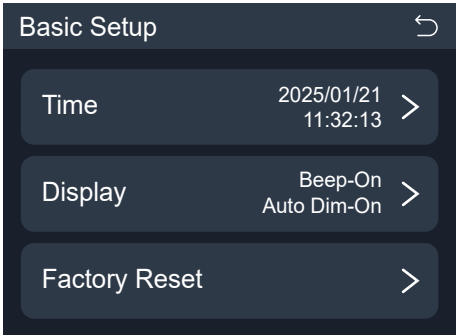 Basic Setup
Time
2025/01/21
11:32:13
Display
Beep-On
Auto Dim-On
Factory Reset